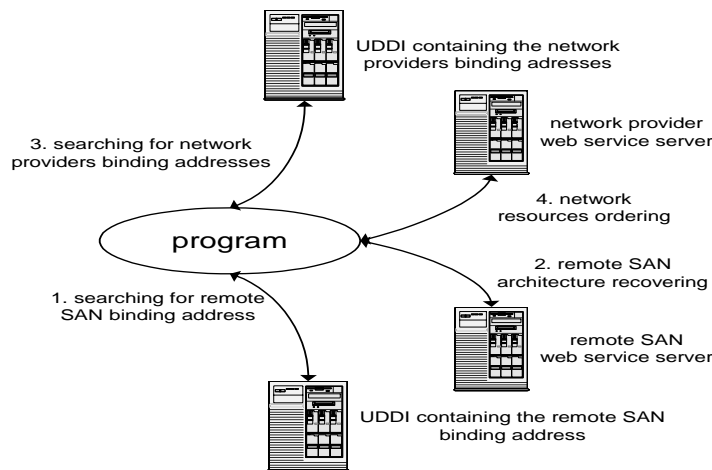 UDDI containing the network
providers binding adresses
network provider
web service server
3. searching for network
providers binding addresses
4. network
resources ordering
program
2. remote SAN
architecture recovering
1. searching for remote
SAN binding address
remote SAN
web service server
UDDI containing the remote SAN
binding address